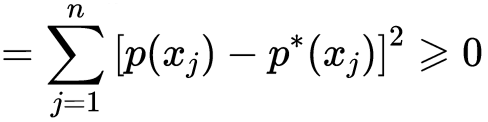 = \sum_{j=1}^{n} [p(x_j) - p^*(x_j)]^2 \geqslant 0